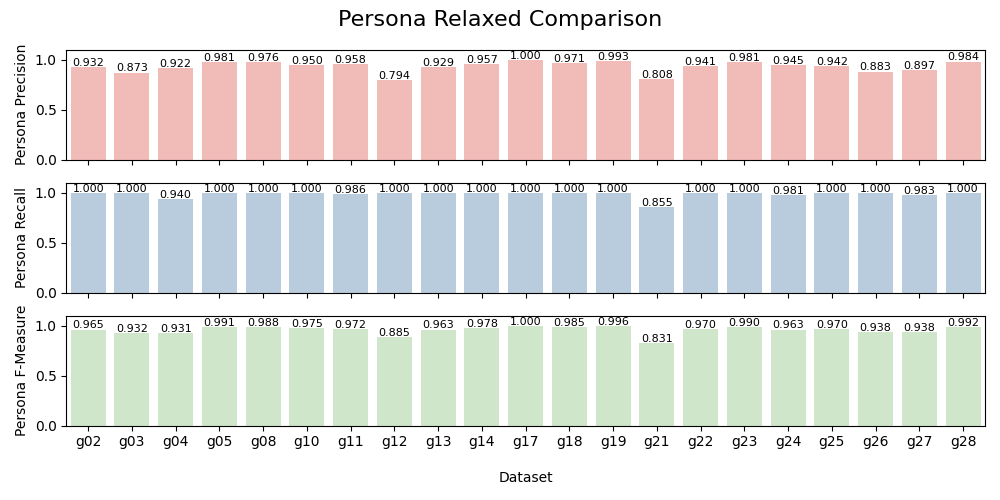 Persona Relaxed Comparison
Persona Precision
1.0
0.5
0.0
0.932 0.873 0.922 0.981 0.976 0.950 0.958 0.794 0.929 0.957 1.000 0.971 0.993 0.808 0.941 0.981 0.945 0.942 0.883 0.897 0.984
Persona Recall
1.0
0.5
0.0
1.000 1.000 0.940 1.000 1.000 1.000 0.986 1.000 1.000 1.000 1.000 1.000 1.000 0.855 1.000 1.000 0.981 1.000 1.000 0.983 1.000
Persona F-Measure
1.0
0.5
0.0
0.965 0.932 0.931 0.991 0.988 0.975 0.972 0.885 0.963 0.978 1.000 0.985 0.996 0.831 0.970 0.990 0.963 0.970 0.938 0.938 0.992
g02 g03 g04 g05 g08 g10 g11 g12 g13 g14 g17 g18 g19 g21 g22 g23 g24 g25 g26 g27 g28
Dataset